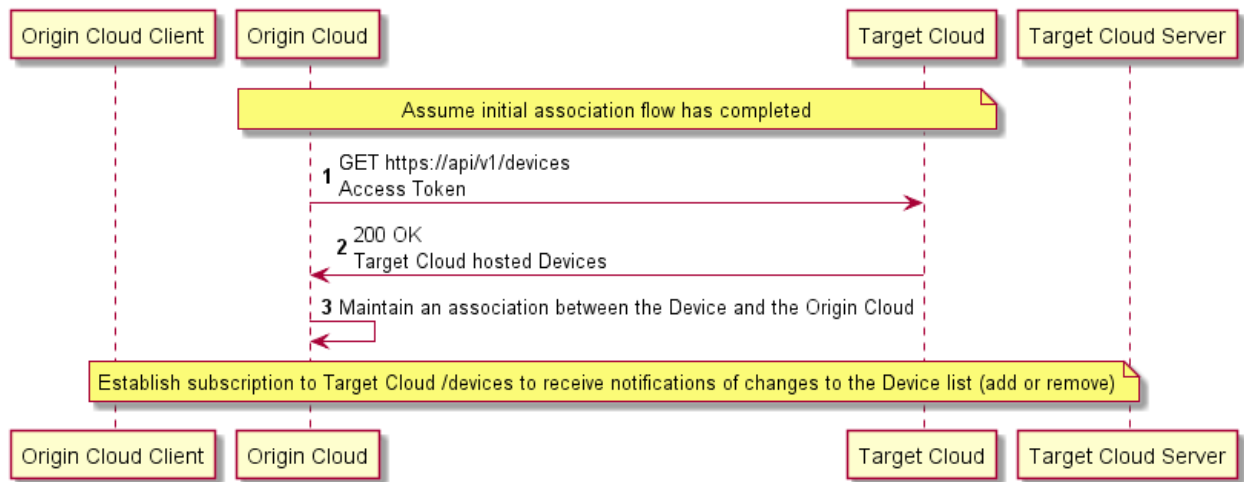 Origin Cloud Client
Origin Cloud
Target Cloud
Target Cloud Server
Assume initial association flow has completed
1 GET https://api/v1/devices
Access Token
2 200 OK
Target Cloud hosted Devices
3 Maintain an association between the Device and the Origin Cloud
Establish subscription to Target Cloud /devices to receive notifications of changes to the Device list (add or remove)
Origin Cloud Client
Origin Cloud
Target Cloud
Target Cloud Server